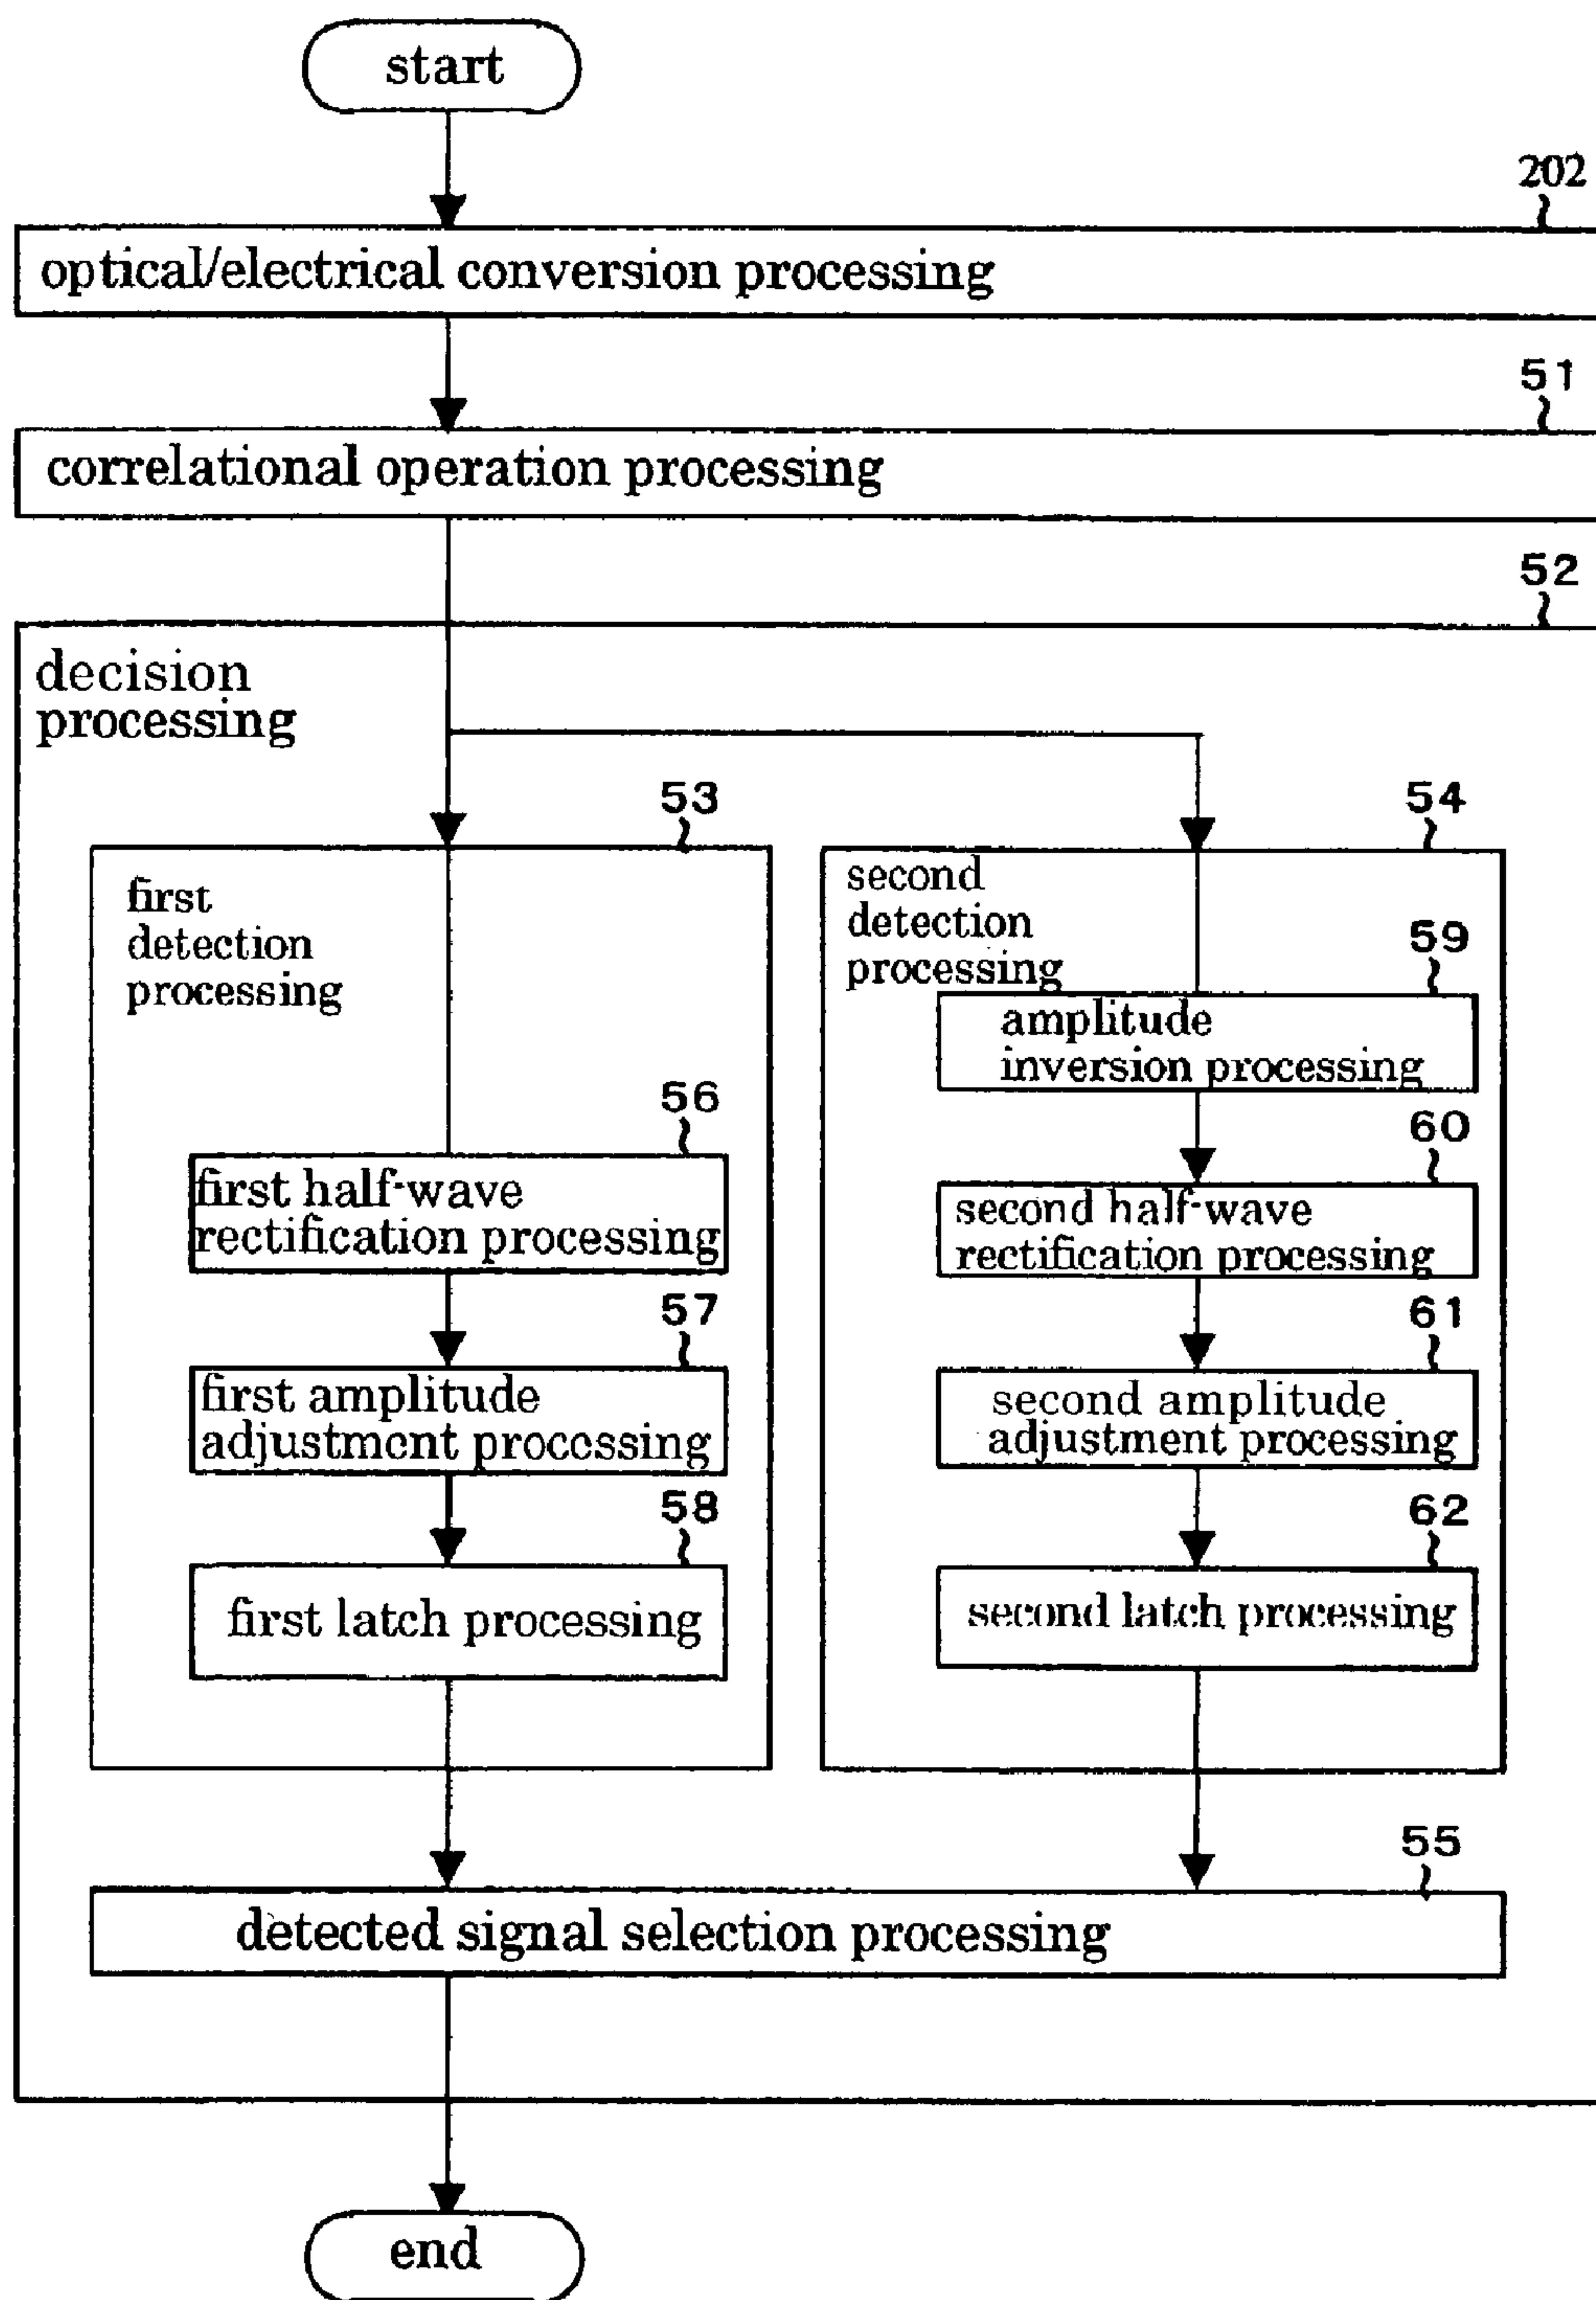 start
202
optical/electrical conversion processing
51
correlational operation processing
52
decision
processing
53
first
detection
processing
56
first half-wave
rectification processing
57
first amplitude
adjustment processing
58
first latch processing
54
second
detection
processing
59
amplitude
inversion processing
60
second half-wave
rectification processing
61
second amplitude
adjustment processing
62
second latch processing
55
detected signal selection processing
end